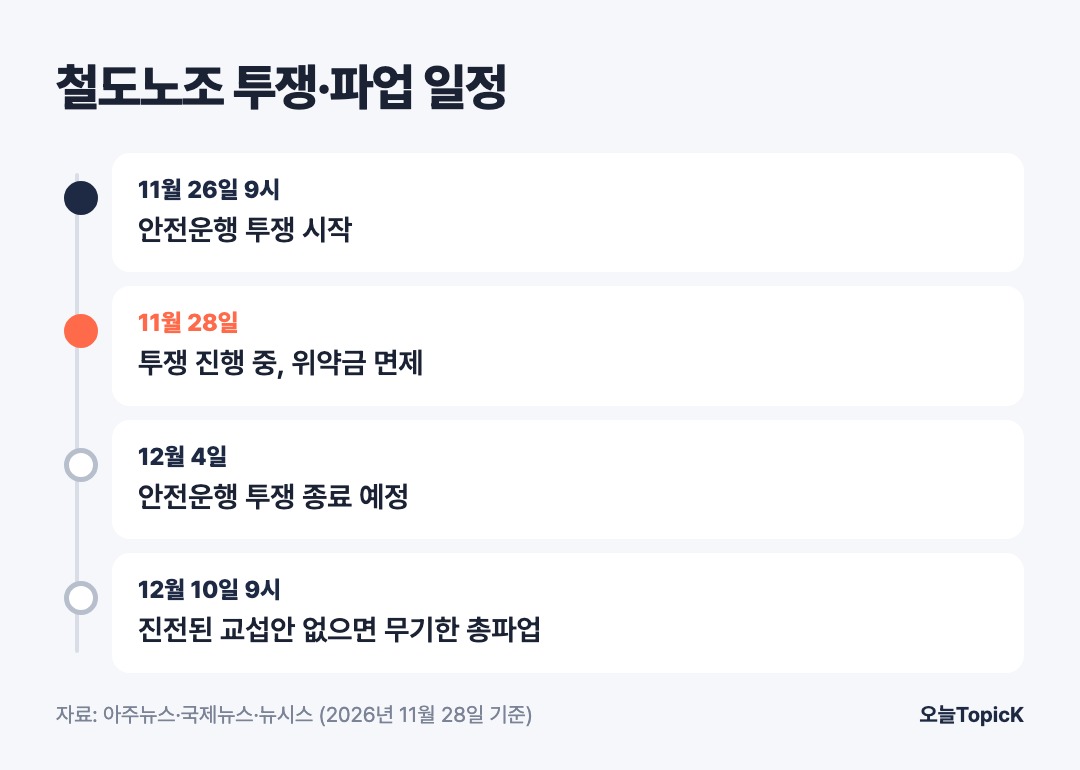 철도노조 투쟁·파업 일정
11월 26일 9시
안전운행 투쟁 시작
11월 28일
투쟁 진행 중, 위약금 면제
12월 4일
안전운행 투쟁 종료 예정
12월 10일 9시
진전된 교섭안 없으면 무기한 총파업
자료: 아주뉴스·국제뉴스·뉴시스 (2026년 11월 28일 기준)
오늘TopicK